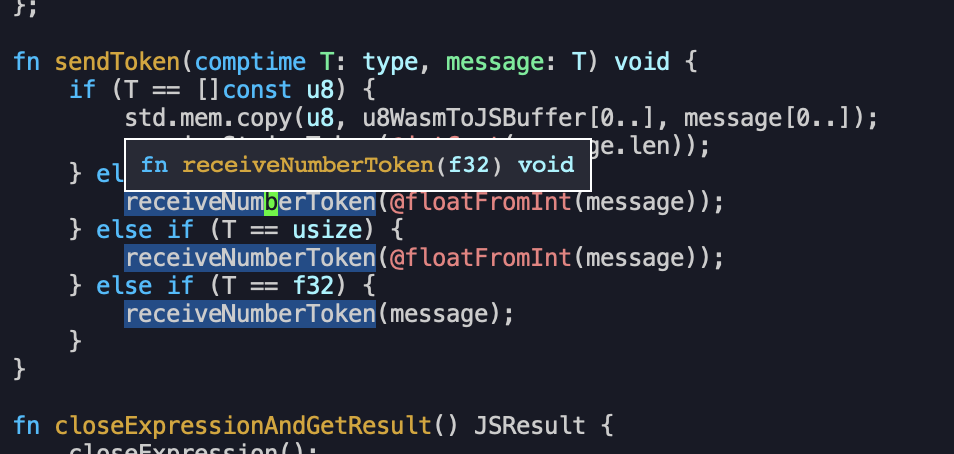 };
fn sendToken(comptime T: type, message: T) void {
if (T == []const u8) {
std.mem.copy(u8, u8WasmToJSBuffer[0..], message[0..]);
ge.len));
fn receiveNumberToken(f32) void
} el
receiveNumberToken(@floatFromInt(message));
} else if (T == usize) {
receiveNumberToken(@floatFromInt(message));
} else if (T == f32) {
receiveNumberToken(message);
}
}
fn closeExpressionAndGetResult() JSResult {
closeExpression();